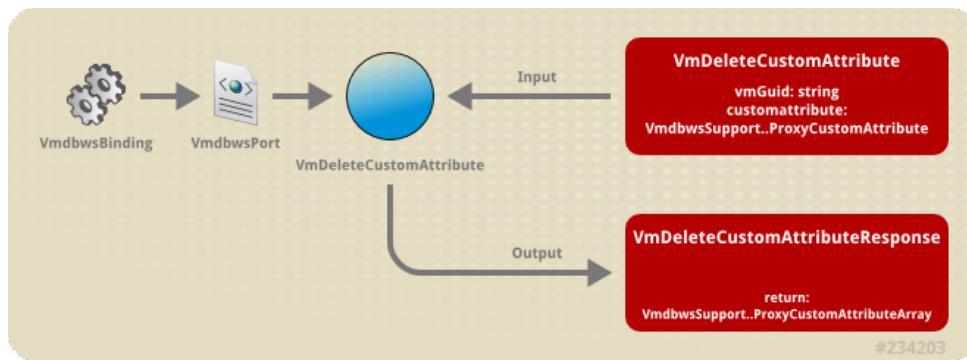 VmdbwsBinding
VmdbwsPort
VmDeleteCustomAttribute
Input
VmDeleteCustomAttribute
vmGuid: string
customattribute:
VmdbwsSupport..ProxyCustomAttribute
Output
VmDeleteCustomAttributeResponse
return:
VmdbwsSupport..ProxyCustomAttributeArray
#234203